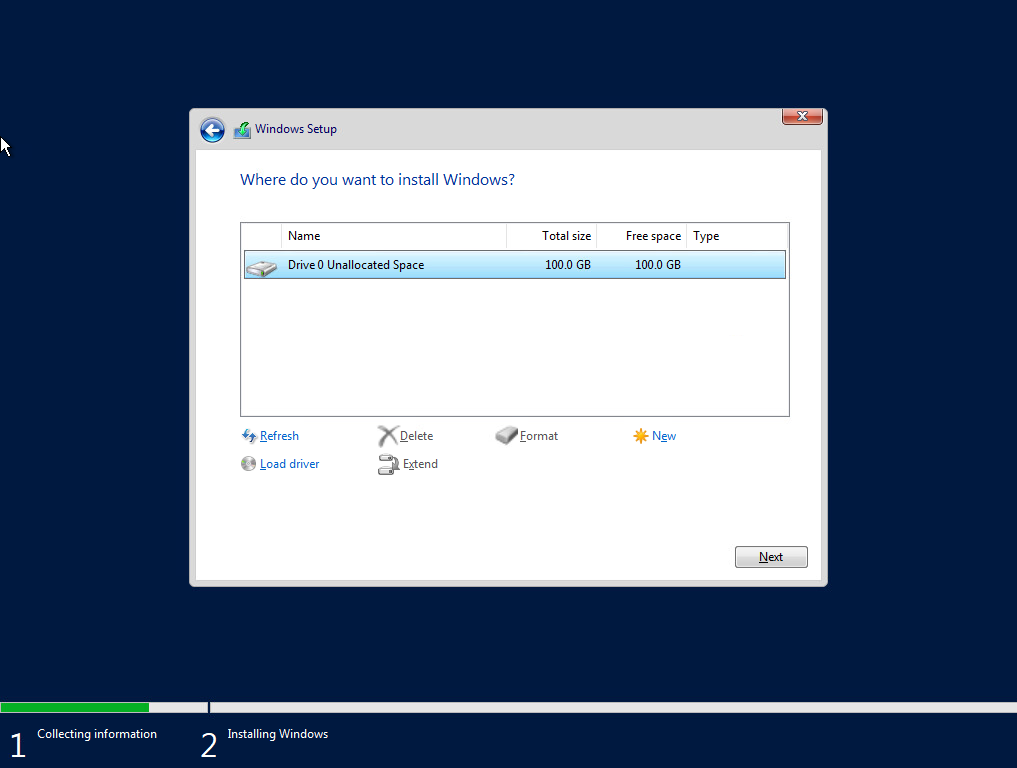 Windows Setup
Where do you want to install Windows?
Name Total size Free space Type
Drive 0 Unallocated Space 100.0 GB 100.0 GB
Refresh Delete Format New
Load driver Extend
Next
1 Collecting information 2 Installing Windows